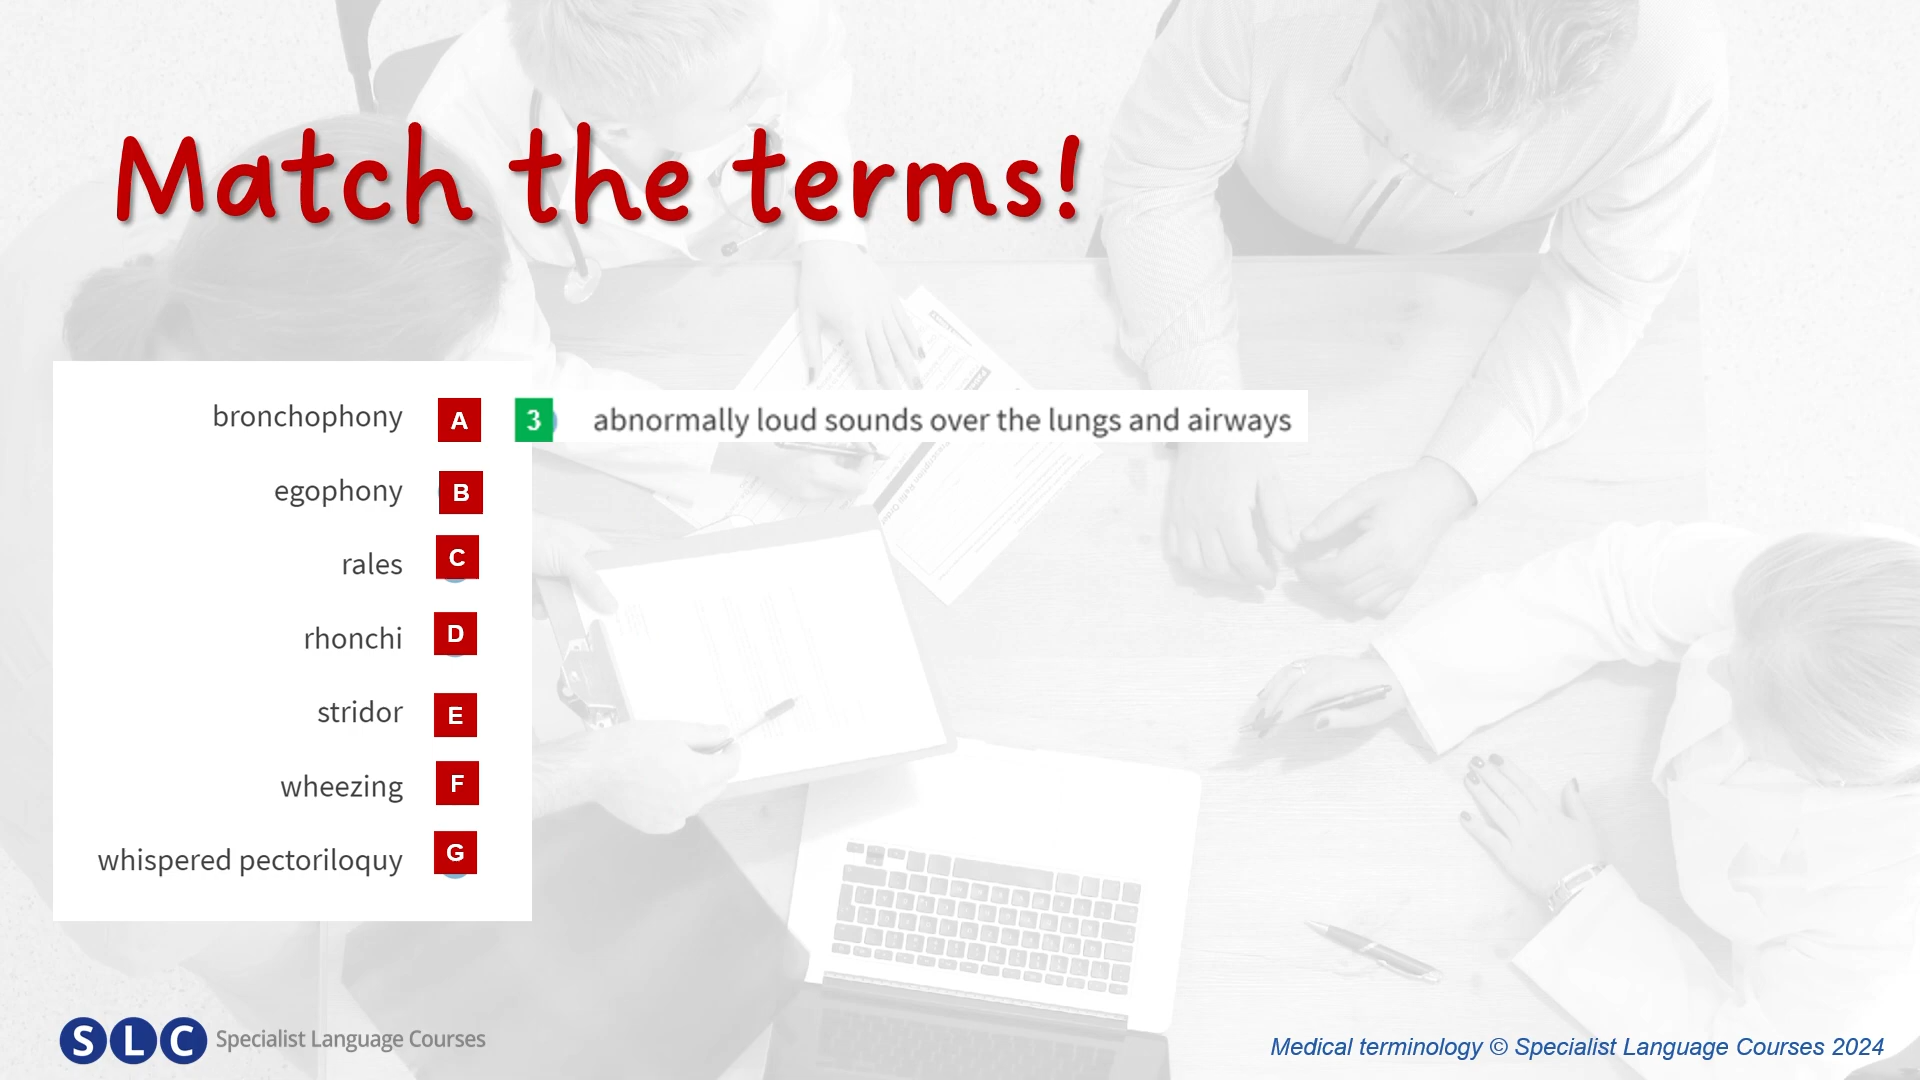 Match the terms!
bronchophony A 3 abnormally loud sounds over the lungs and airways
egophony B
rales C
rhonchi D
stridor E
wheezing F
whispered pectoriloquy G
SLC Specialist Language Courses
Medical terminology © Specialist Language Courses 2024